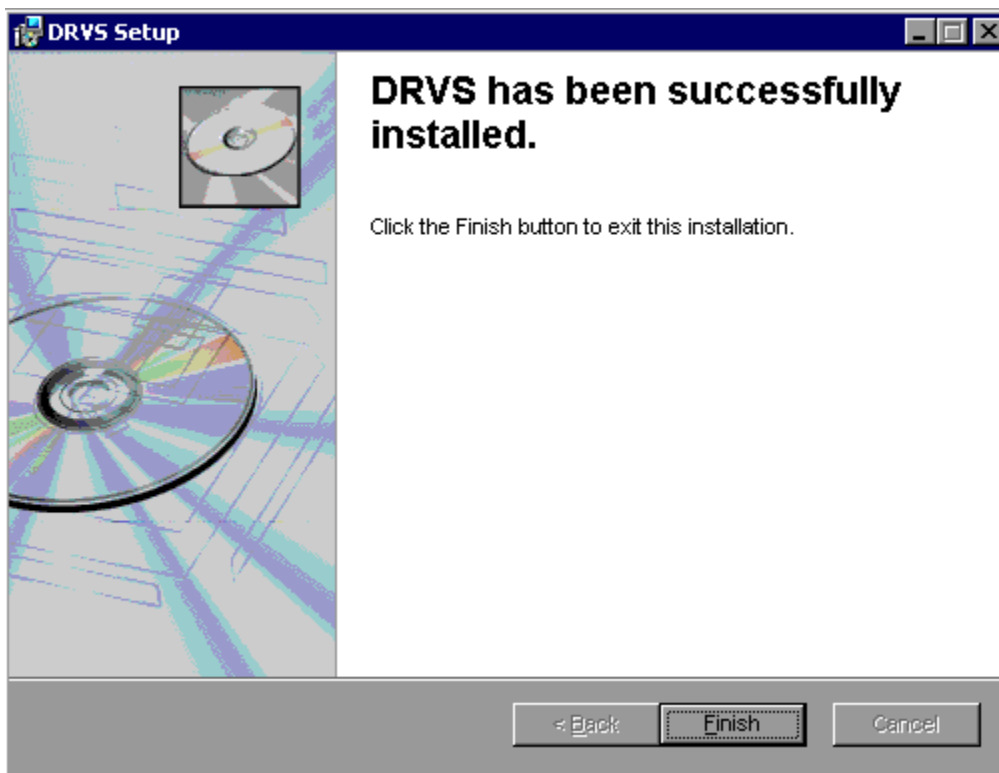 DRVS Setup
DRVS has been successfully
installed.
Click the Finish button to exit this installation.
< Back
Finish
Cancel